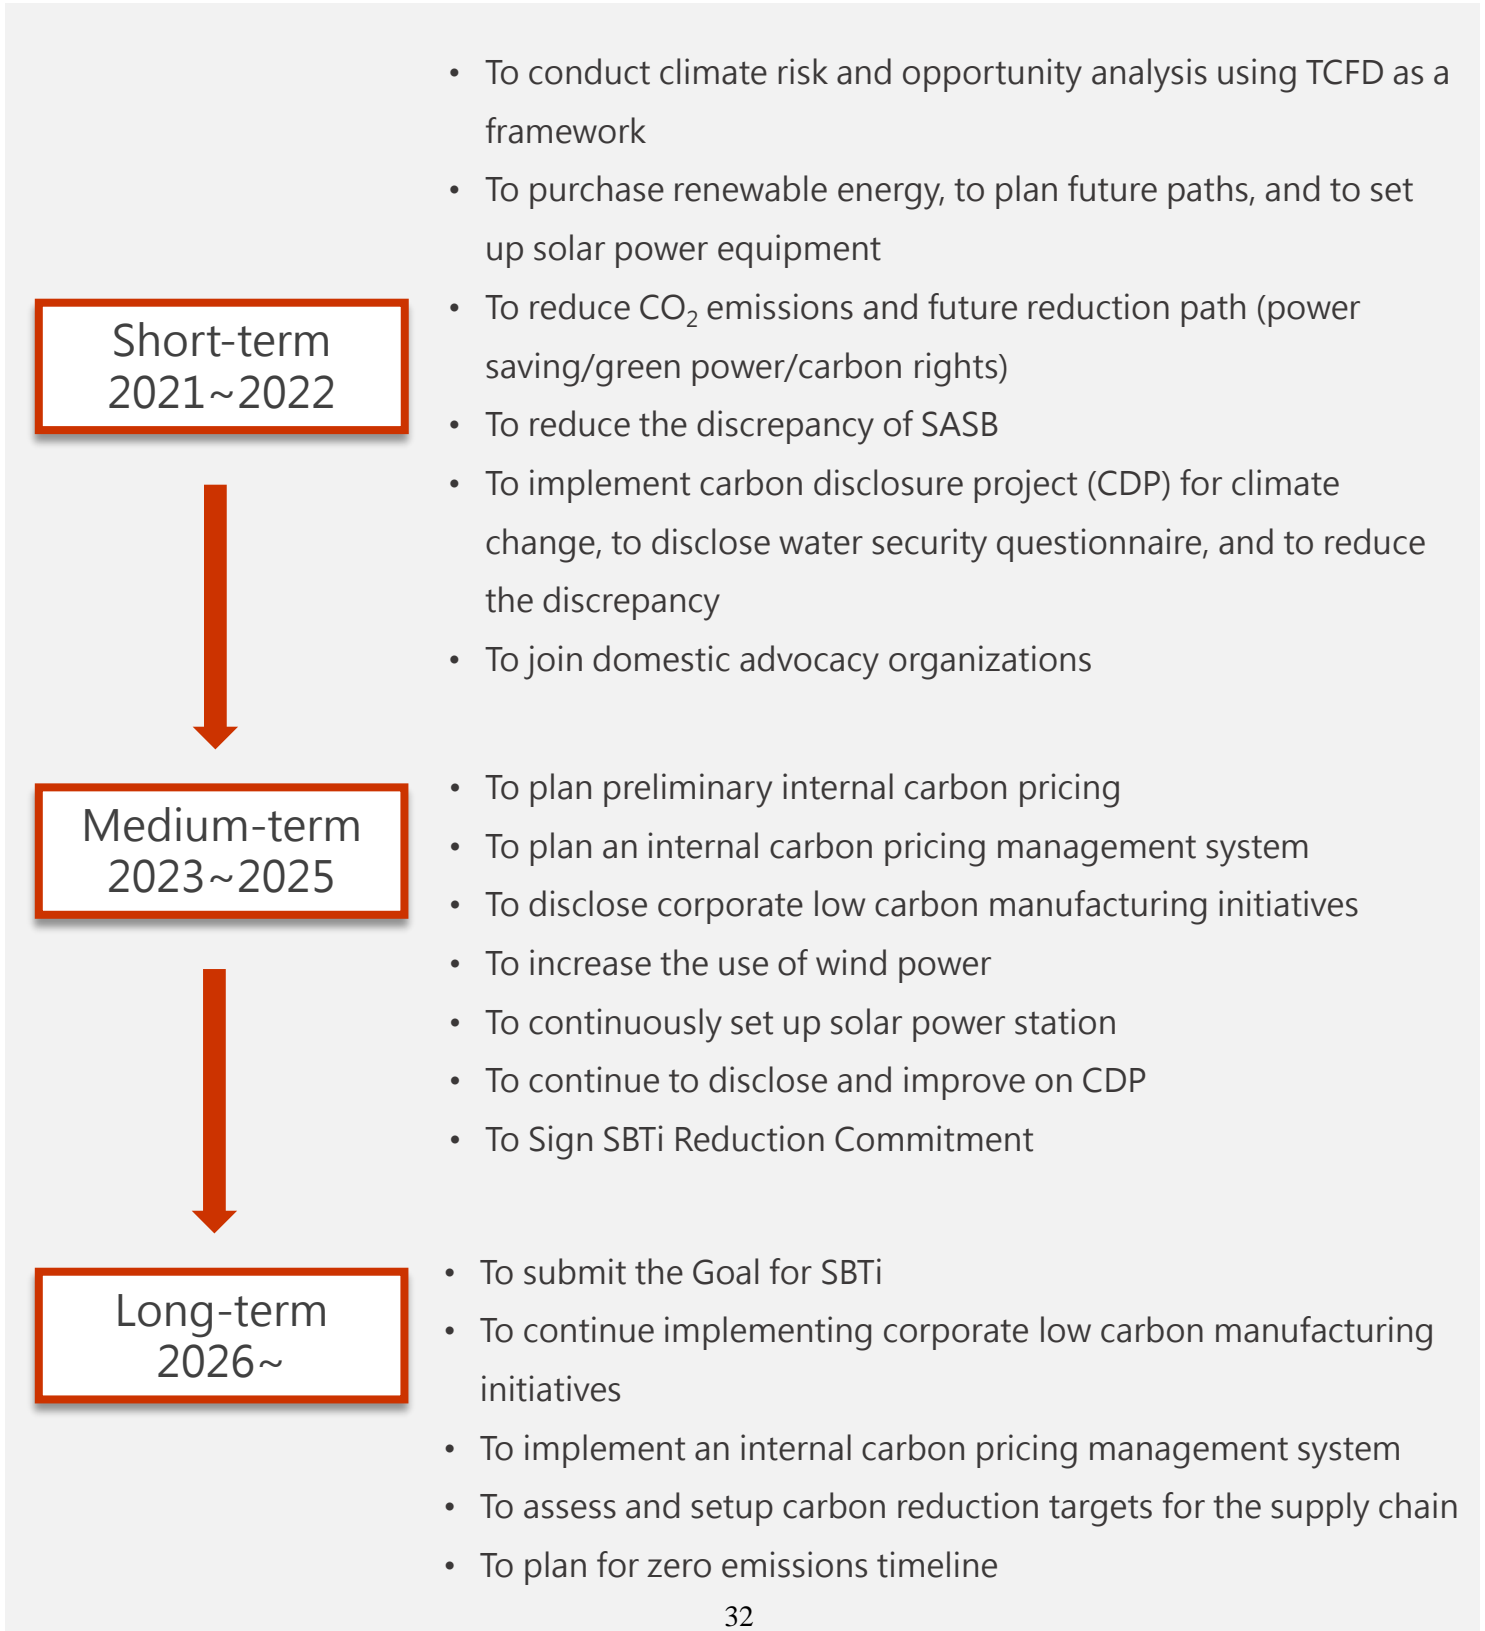 • To conduct climate risk and opportunity analysis using TCFD as a
framework
• To purchase renewable energy, to plan future paths, and to set
up solar power equipment
Short-term
2021~2022
• To reduce CO₂ emissions and future reduction path (power
saving/green power/carbon rights)
• To reduce the discrepancy of SASB
• To implement carbon disclosure project (CDP) for climate
change, to disclose water security questionnaire, and to reduce
the discrepancy
• To join domestic advocacy organizations
Medium-term
2023~2025
• To plan preliminary internal carbon pricing
• To plan an internal carbon pricing management system
• To disclose corporate low carbon manufacturing initiatives
• To increase the use of wind power
• To continuously set up solar power station
• To continue to disclose and improve on CDP
• To Sign SBTi Reduction Commitment
Long-term
2026~
• To submit the Goal for SBTi
• To continue implementing corporate low carbon manufacturing
initiatives
• To implement an internal carbon pricing management system
• To assess and setup carbon reduction targets for the supply chain
• To plan for zero emissions timeline
32